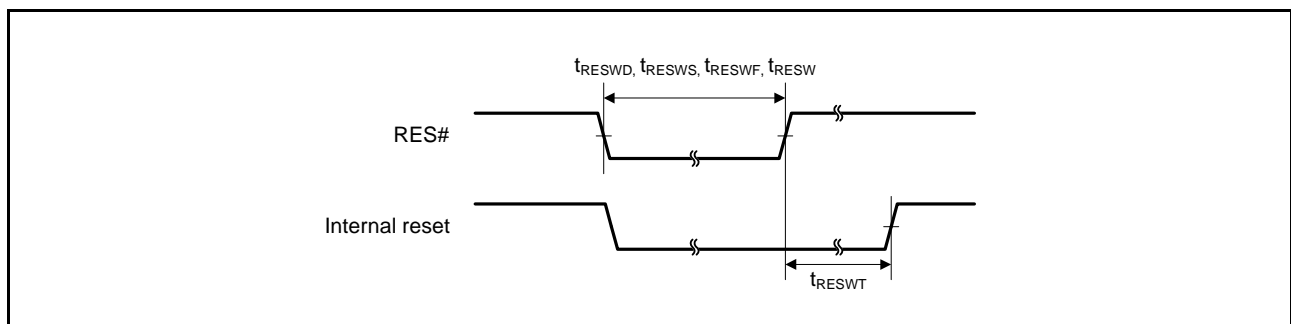 tRESWD, tRESWS, tRESWF, tRESW
RES#
Internal reset
tRESWT